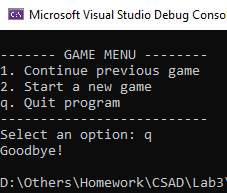 Microsoft Visual Studio Debug Conso
------- GAME MENU --------
1. Continue previous game
2. Start a new game
q. Quit program
--------------------------
Select an option: q
Goodbye!
D:\Others\Homework\CSAD\Lab3\